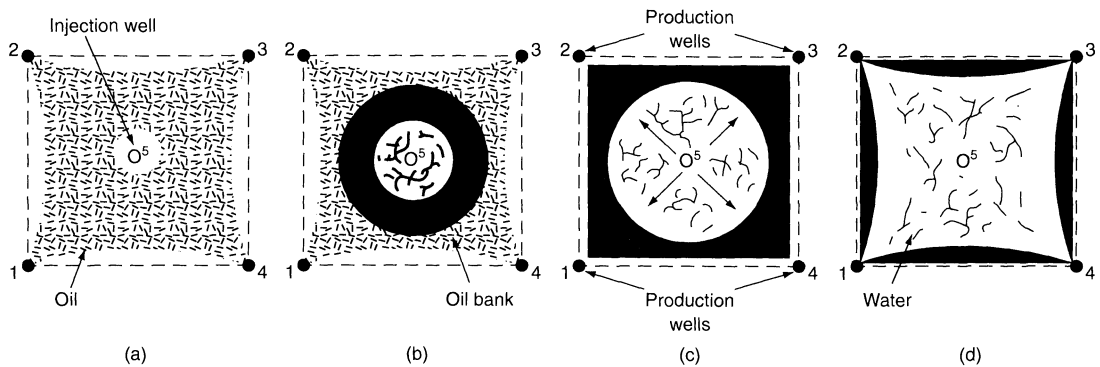 Injection well
2
3
O⁵
1
4
Oil
(a)
2
3
O⁵
1
4
Oil bank
(b)
Production
wells
2
3
O⁵
1
4
Production
wells
(c)
2
3
O⁵
1
4
Water
(d)